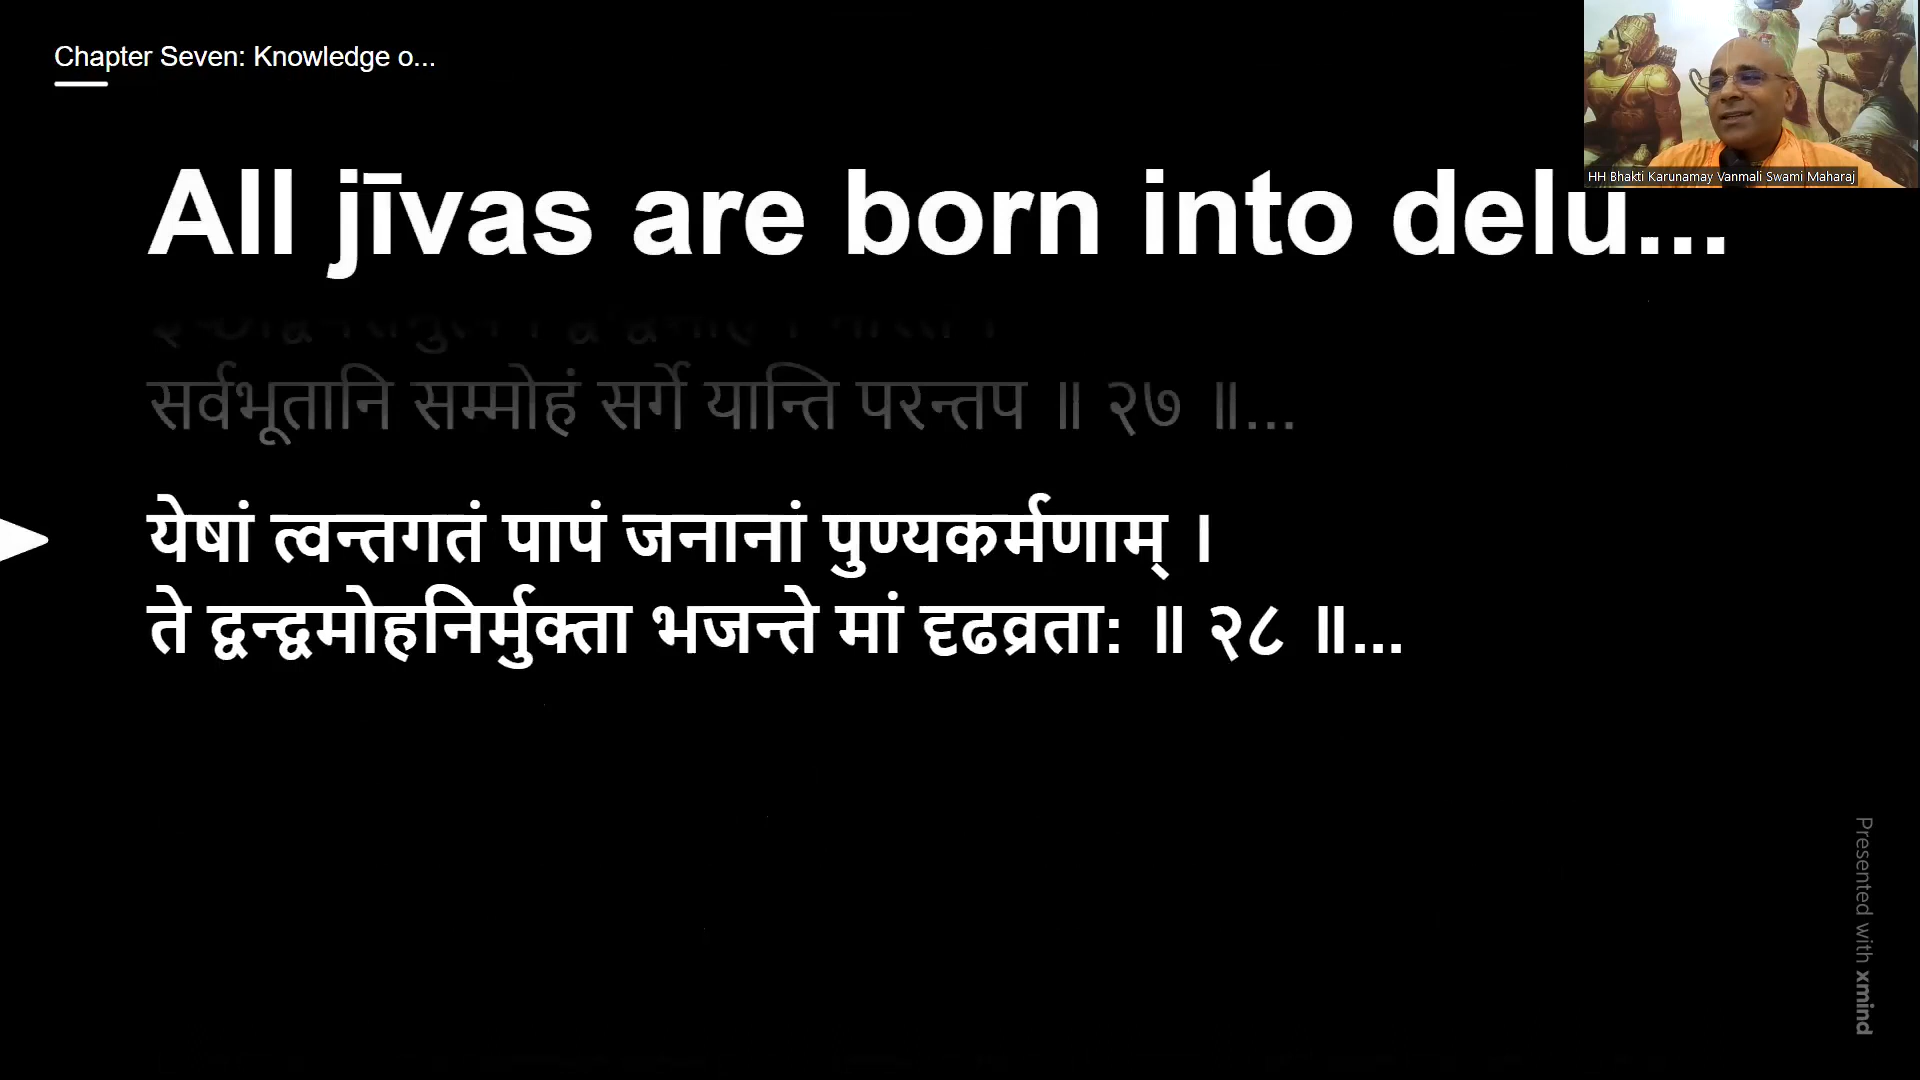 Chapter Seven: Knowledge o...
HH Bhakti Karunamay Vanmali Swami Maharaj
All jīvas are born into delu...
सर्वभूतानि सम्मोहं सर्गे यान्ति परन्तप ॥ २७ ॥...
येषां त्वन्तगतं पापं जनानां पुण्यकर्मणाम् ।
ते द्वन्द्वमोहनिर्मुक्ता भजन्ते मां दृढव्रताः ॥ २८ ॥...
Presented with xmind